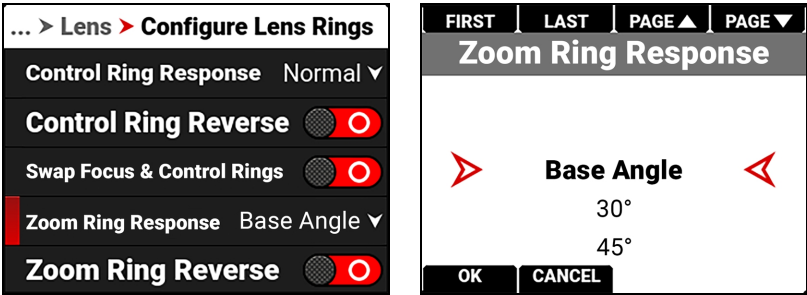 ... > Lens > Configure Lens Rings
Control Ring Response Normal
Control Ring Reverse
Swap Focus & Control Rings
Zoom Ring Response Base Angle
Zoom Ring Reverse
FIRST LAST PAGE▲ PAGE▼
Zoom Ring Response
Base Angle
30°
45°
OK CANCEL